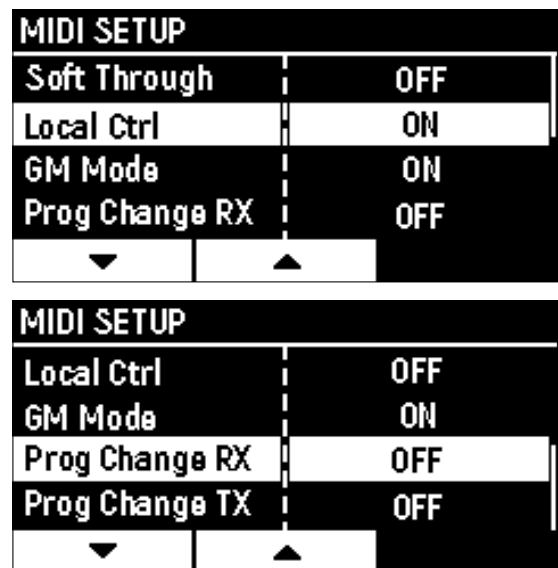 MIDI SETUP
Soft Through OFF
Local Ctrl ON
GM Mode ON
Prog Change RX OFF
MIDI SETUP
Local Ctrl OFF
GM Mode ON
Prog Change RX OFF
Prog Change TX OFF